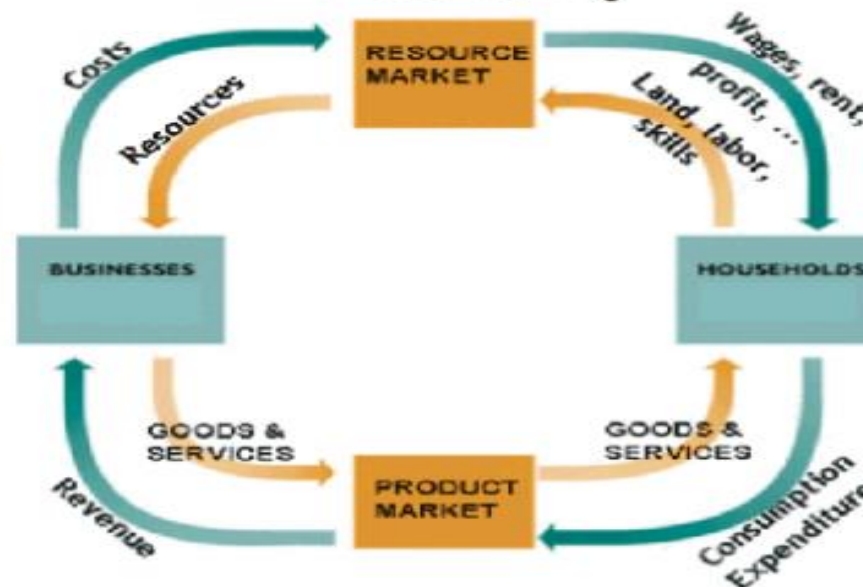 Costs
RESOURCE
MARKET
Wages, rent,
profit, ...
Resources
Land, labor,
skills
BUSINESSES
HOUSEHOLDS
GOODS &
SERVICES
GOODS &
SERVICES
Revenue
PRODUCT
MARKET
Consumption
Expenditure